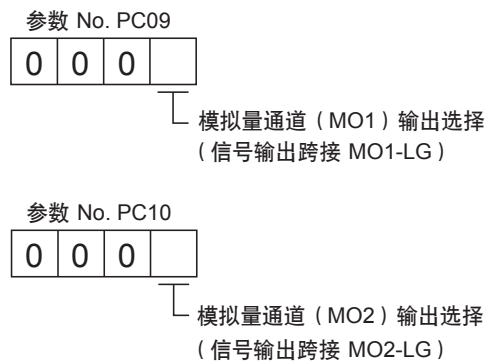 参数 No. PC09
0 0 0
模拟量通道（MO1）输出选择
（信号输出跨接 MO1-LG）
参数 No. PC10
0 0 0
模拟量通道（MO2）输出选择
（信号输出跨接 MO2-LG）